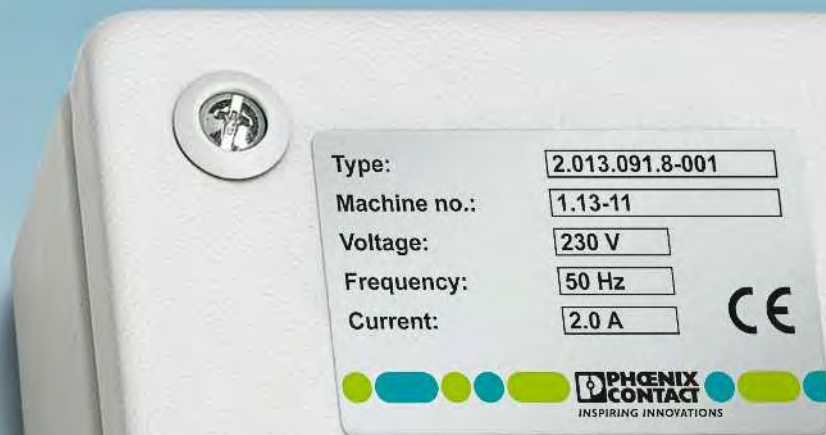 Type: 2.013.091.8-001
Machine no.: 1.13-11
Voltage: 230 V
Frequency: 50 Hz
Current: 2.0 A
CE
PHŒNIX
CONTACT
INSPIRING INNOVATIONS